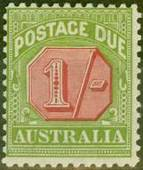 POSTAGE DUE
1/-
AUSTRALIA